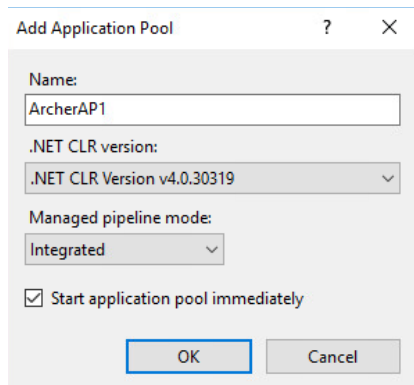 Add Application Pool ?
Name:
ArcherAP1
.NET CLR version:
.NET CLR Version v4.0.30319
Managed pipeline mode:
Integrated
Start application pool immediately
OK Cancel